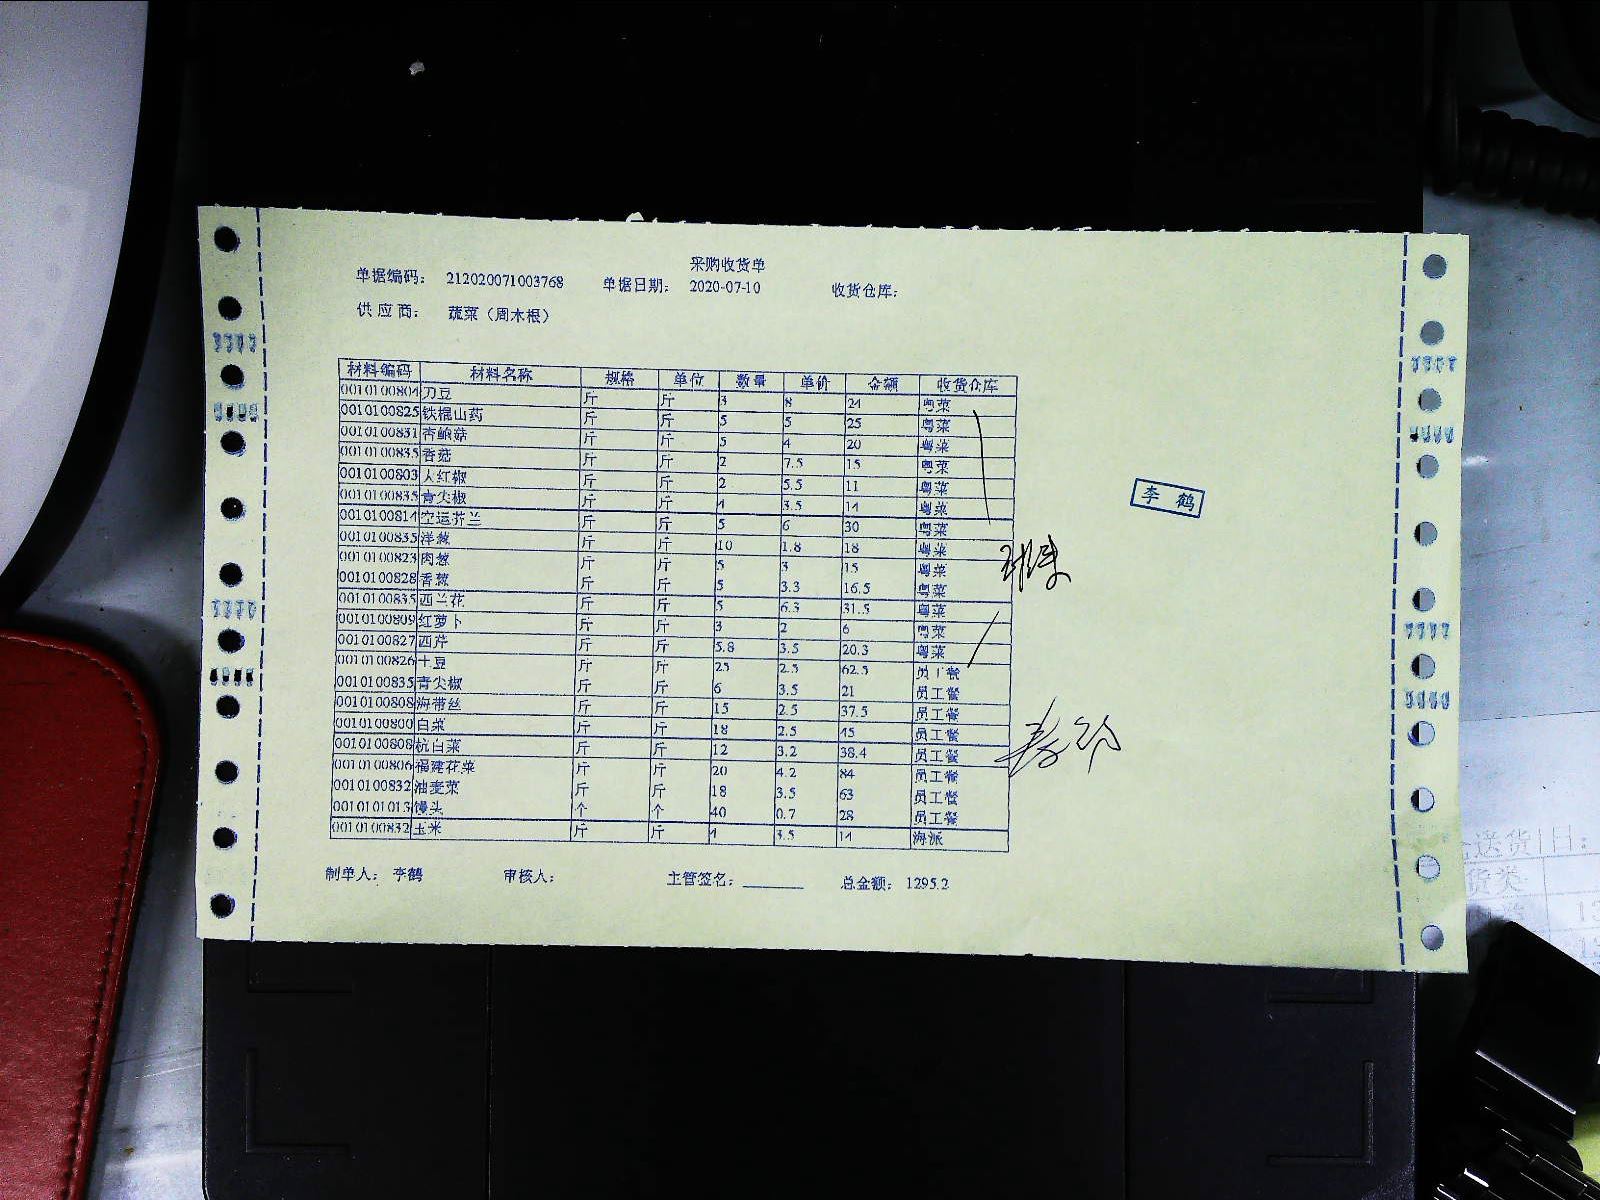 采购收货单
单据编码： 212020071003768 单据日期： 2020-07-10 收货仓库：
供应商： 蔬菜（周木根）
材料编码 材料名称 规格 单位 数量 单价 金额 收货仓库
0010100804 刀豆 斤 斤 3 8 24 粤菜
0010100825 铁棍山药 斤 斤 5 5 25 粤菜
0010100831 杏鲍菇 斤 斤 5 4 20 粤菜
0010100835 香菇 斤 斤 2 7.5 15 粤菜
0010100803 大红椒 斤 斤 2 5.5 11 粤菜
0010100835 青尖椒 斤 斤 4 3.5 14 粤菜
0010100814 空运芥兰 斤 斤 5 6 30 粤菜
0010100835 洋葱 斤 斤 10 1.8 18 粤菜
0010100823 肉葱 斤 斤 5 3 15 粤菜
0010100828 香葱 斤 斤 5 3.3 16.5 粤菜
0010100835 西兰花 斤 斤 5 6.3 31.5 粤菜
0010100809 红萝卜 斤 斤 3 2 6 粤菜
0010100827 西芹 斤 斤 5.8 3.5 20.3 粤菜
0010100826 土豆 斤 斤 25 2.5 62.5 员工餐
0010100835 青尖椒 斤 斤 6 3.5 21 员工餐
0010100808 海带丝 斤 斤 15 2.5 37.5 员工餐
0010100800 白菜 斤 斤 18 2.5 45 员工餐
0010100808 杭白菜 斤 斤 12 3.2 38.4 员工餐
0010100806 福建花菜 斤 斤 20 4.2 84 员工餐
0010100832 油麦菜 斤 斤 18 3.5 63 员工餐
0010101013 馒头 个 个 40 0.7 28 员工餐
0010100832 玉米 斤 斤 4 3.5 14 海派
制单人： 李鹤 审核人： 主管签名： 总金额： 1295.2
李鹤
送货日：
货类